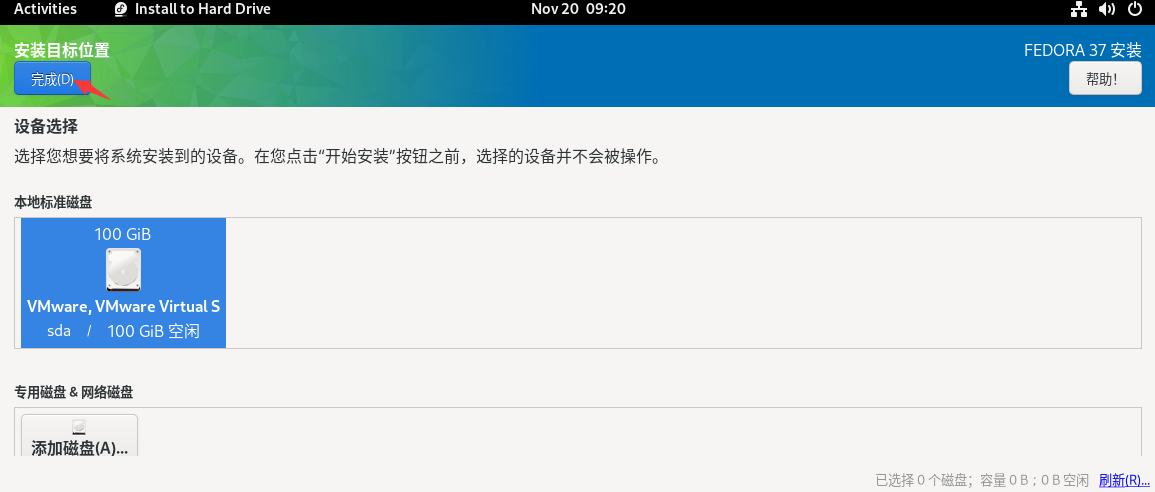 Activities Install to Hard Drive Nov 20 09:20
安装目标位置 FEDORA 37 安装
完成(D) 帮助！
设备选择
选择您想要将系统安装到的设备。在您点击“开始安装”按钮之前，选择的设备并不会被操作。
本地标准磁盘
100 GiB
VMware, VMware Virtual S
sda / 100 GiB 空闲
专用磁盘 & 网络磁盘
添加磁盘(A)...
已选择 0 个磁盘；容量 0 B；0 B 空闲 刷新(R)...